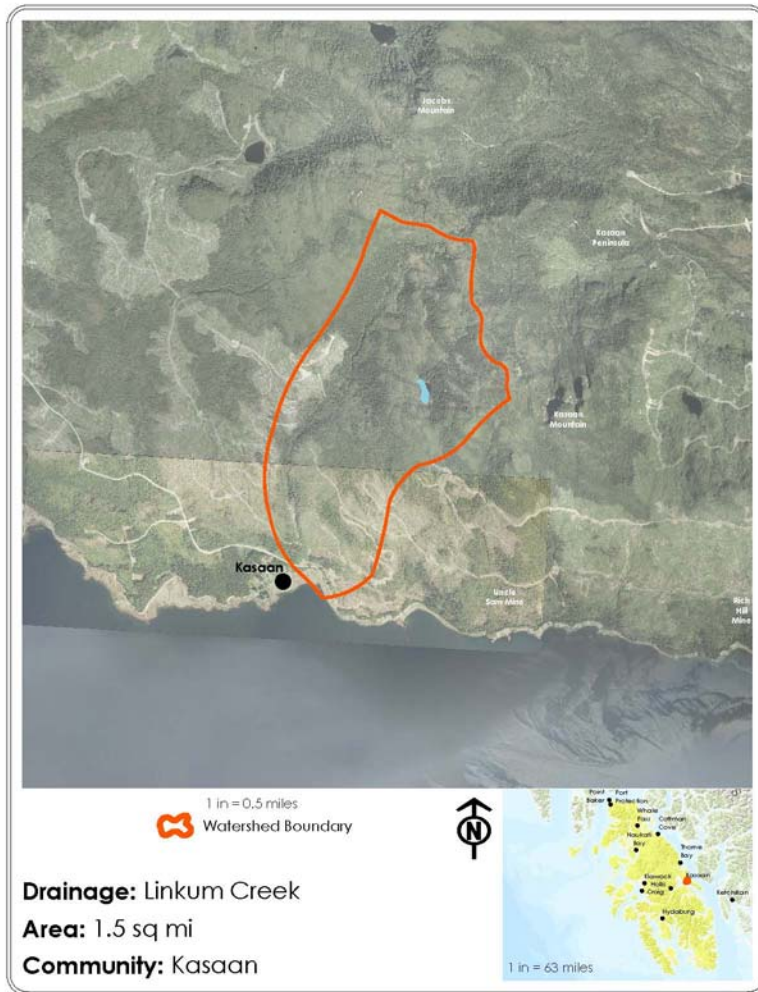 Jacobs
Mountain
Kasaan
Peninsula
Kasaan
Mountain
Kasaan
Uncle
Sam Mine
Rich
Hill
Mine
1 in = 0.5 miles
Watershed Boundary
N
Point
Baker
Port
Protection
Whale
Pass
Coffman
Cove
Naukati
Bay
Thorne
Bay
Kasaan
Klawock
Hollis
Craig
Ketchikan
Hydaburg
1 in = 63 miles
Drainage: Linkum Creek
Area: 1.5 sq mi
Community: Kasaan